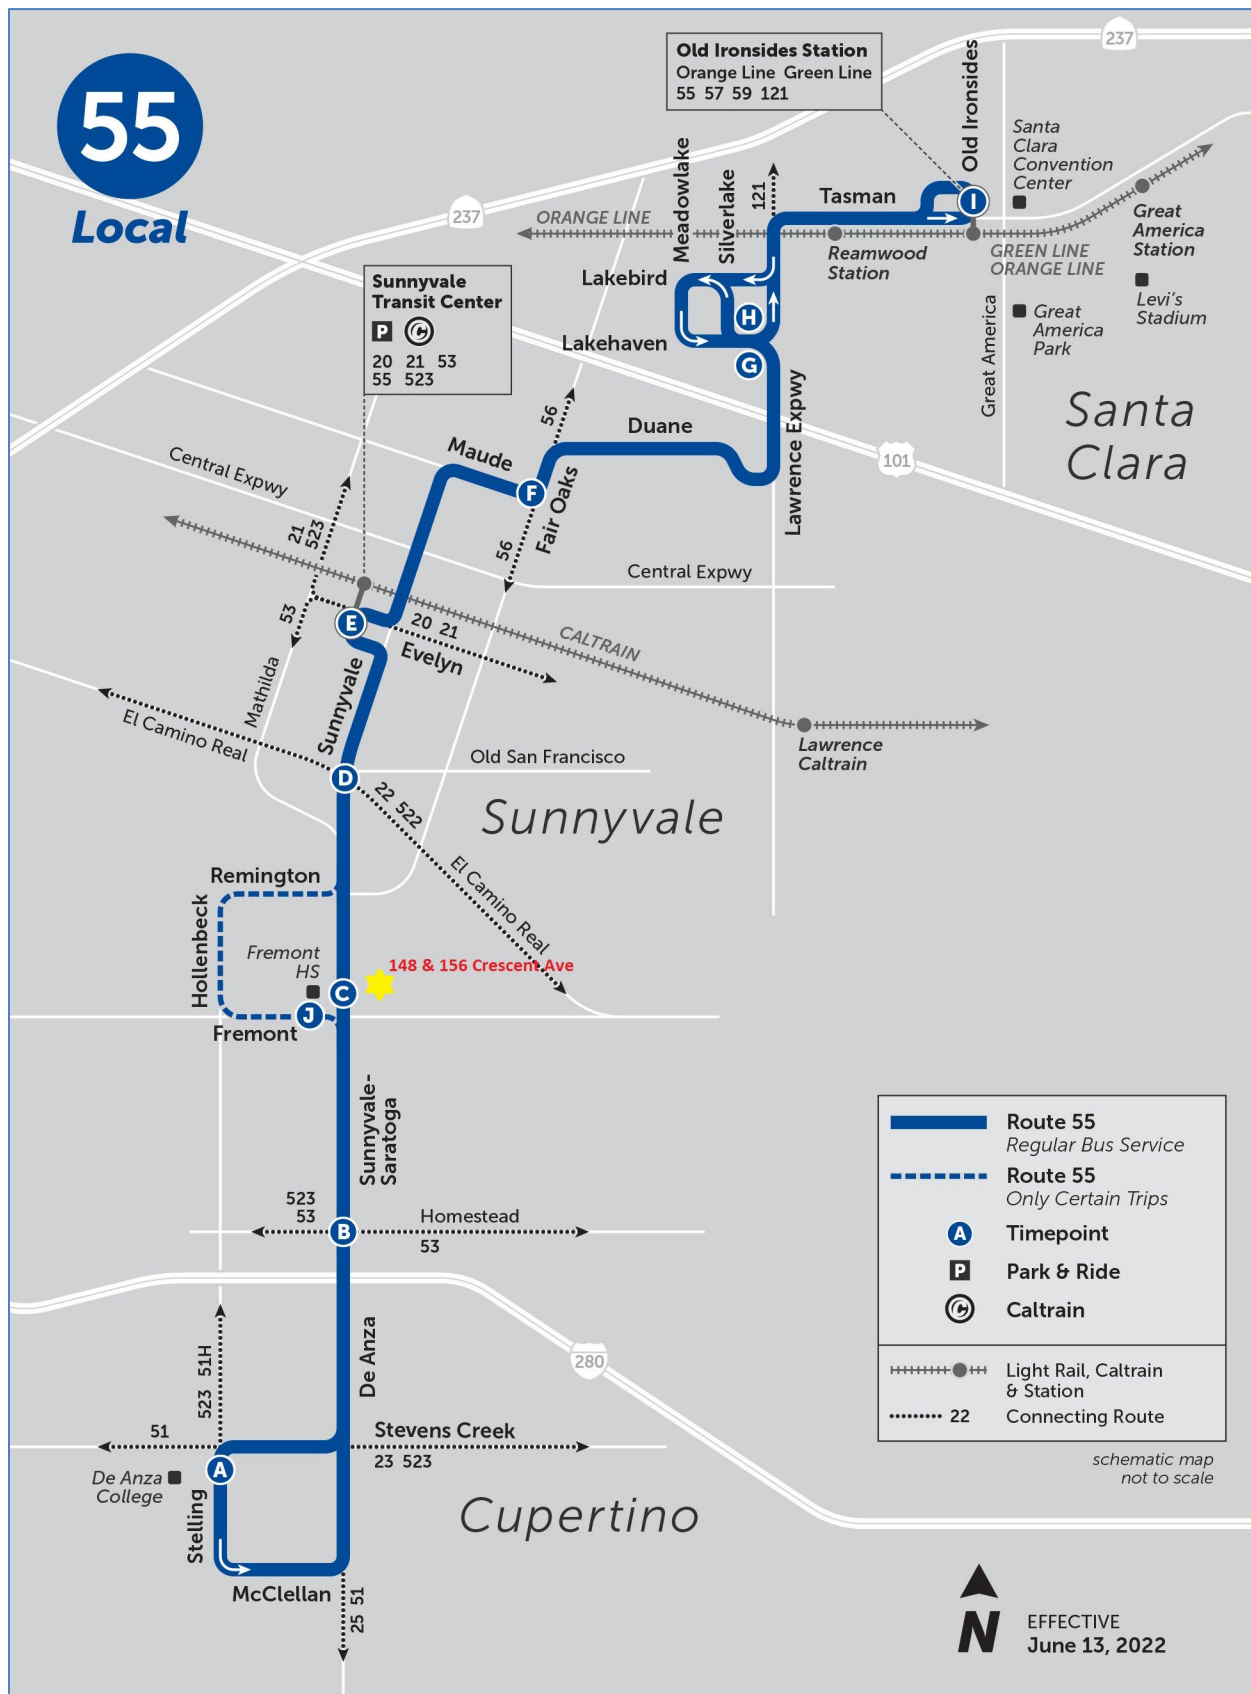 55
Local
237
237
Old Ironsides Station
Orange Line Green Line
55 57 59 121
Old Ironsides
Santa
Clara
Convention
Center
Meadowlake
Silverlake
121
Tasman
I
ORANGE LINE
Reamwood
Station
GREEN LINE
ORANGE LINE
Great
America
Station
Levi's
Stadium
Great
America
Park
Great America
Lakebird
H
Lakehaven
G
Sunnyvale
Transit Center
P C
20 21 53
55 523
Lawrence Expwy
Santa
Clara
101
56
Duane
Maude
F
Fair Oaks
56
Central Expwy
21
523
Central Expwy
53
E
20 21
Evelyn
CALTRAIN
Mathilda
Sunnyvale
El Camino Real
Old San Francisco
Lawrence
Caltrain
D
22 522
Sunnyvale
El Camino Real
Remington
Hollenbeck
Fremont
HS
C
148 & 156 Crescent Ave
J
Fremont
Sunnyvale-
Saratoga
523
53
B
Homestead
53
280
De Anza
523 51H
51
Stevens Creek
23 523
A
De Anza
College
Stelling
Cupertino
McClellan
25 51
Route 55
Regular Bus Service
Route 55
Only Certain Trips
A Timepoint
P Park & Ride
C Caltrain
Light Rail, Caltrain
& Station
22 Connecting Route
schematic map
not to scale
N
EFFECTIVE
June 13, 2022